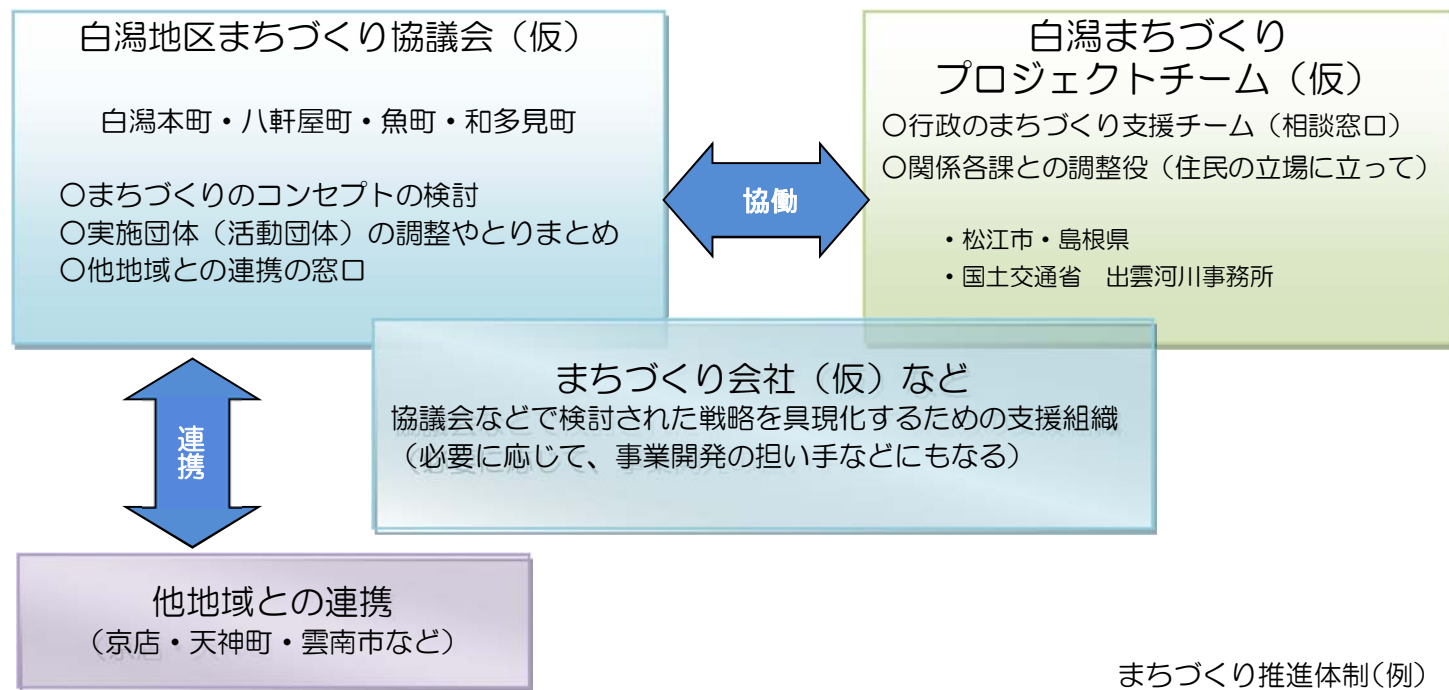 白潟地区まちづくり協議会（仮）
白潟本町・八軒屋町・魚町・和多見町
〇まちづくりのコンセプトの検討
〇実施団体（活動団体）の調整やとりまとめ
〇他地域との連携の窓口
協働
白潟まちづくり
プロジェクトチーム（仮）
〇行政のまちづくり支援チーム（相談窓口）
〇関係各課との調整役（住民の立場に立って）
・松江市・島根県
・国土交通省　出雲河川事務所
まちづくり会社（仮）など
協議会などで検討された戦略を具現化するための支援組織
（必要に応じて、事業開発の担い手などにもなる）
連携
他地域との連携
（京店・天神町・雲南市など）
まちづくり推進体制（例）